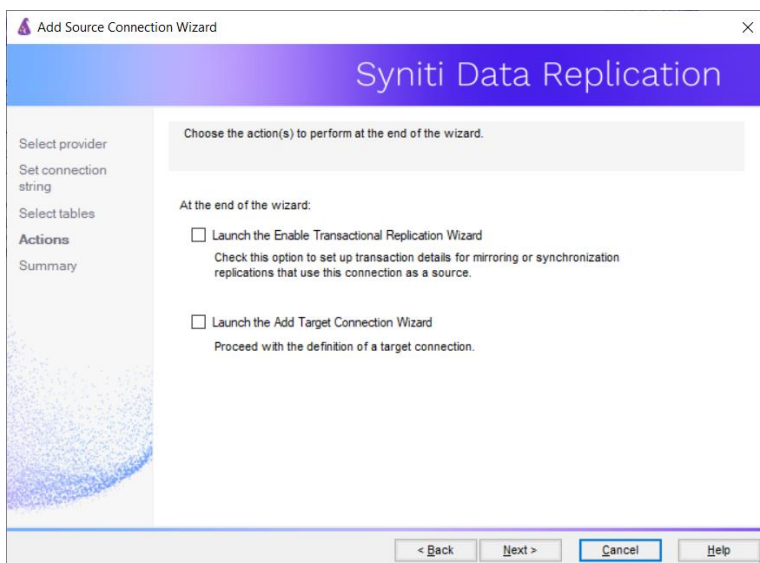 Add Source Connection Wizard
Syniti Data Replication
Select provider
Set connection
string
Select tables
Actions
Summary
Choose the action(s) to perform at the end of the wizard.
At the end of the wizard:
Launch the Enable Transactional Replication Wizard
Check this option to set up transaction details for mirroring or synchronization
replications that use this connection as a source.
Launch the Add Target Connection Wizard
Proceed with the definition of a target connection.
< Back
Next >
Cancel
Help